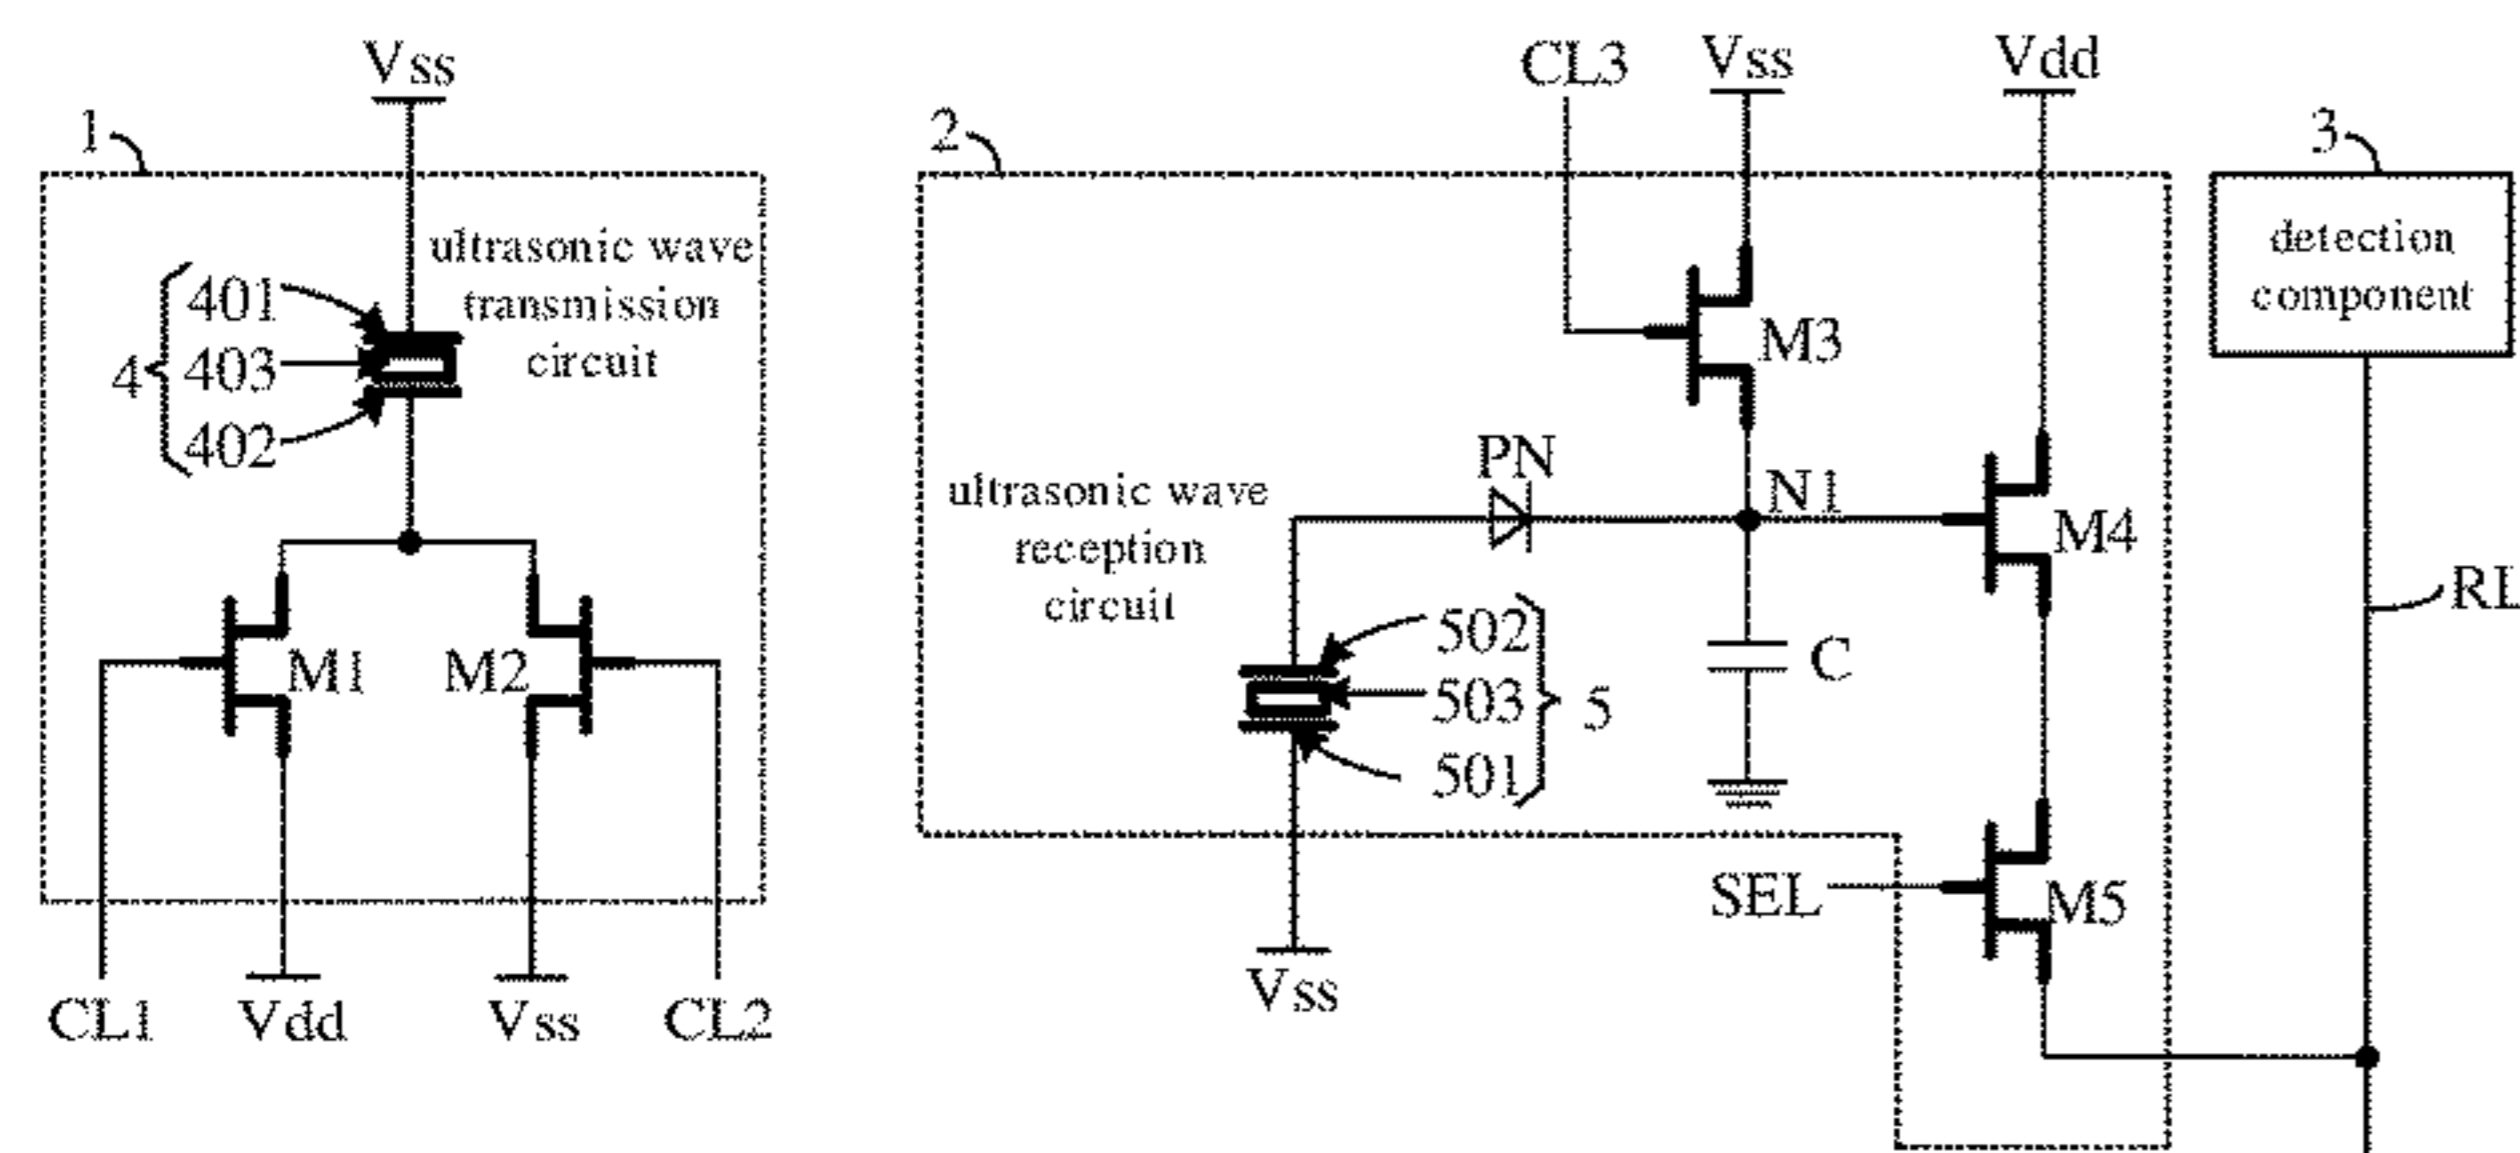 Vss
1
ultrasonic wave
transmission
circuit
401
4
403
402
M1
M2
CL1
Vdd
Vss
CL2
CL3
Vss
Vdd
2
M3
PN
N1
M4
ultrasonic wave
reception
circuit
502
503
5
501
C
SEL
M5
Vss
3
detection
component
RL